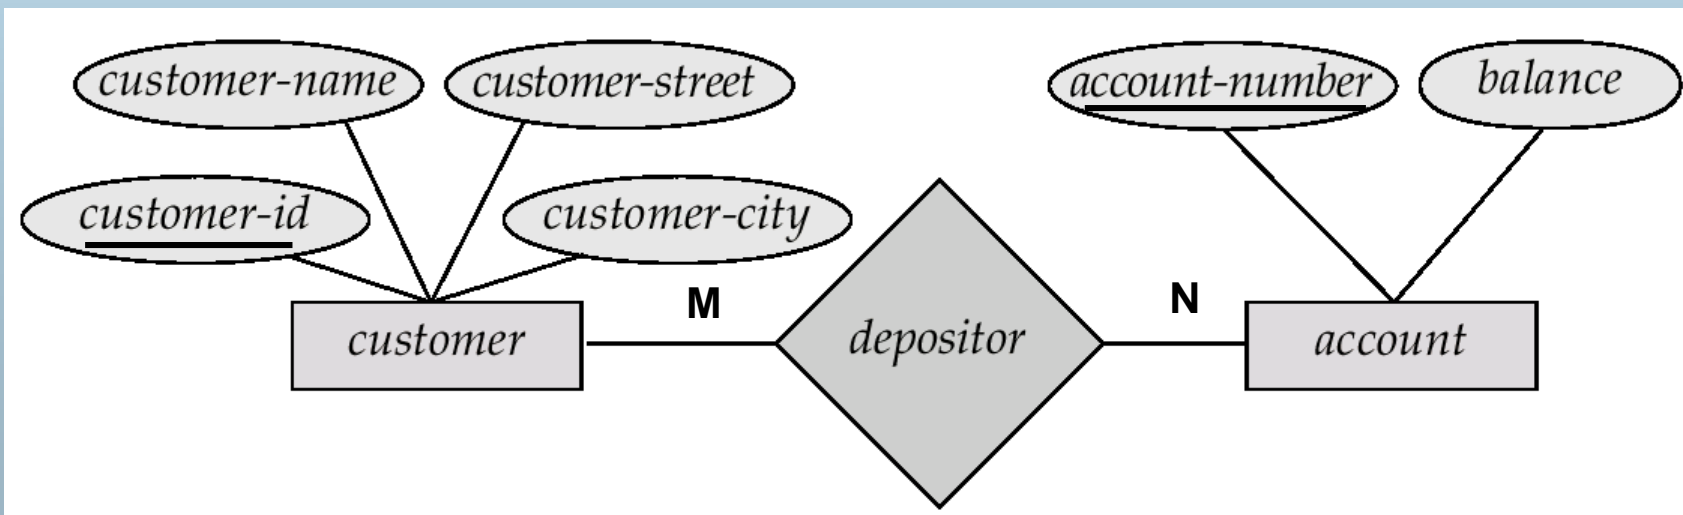 customer-name
customer-street
account-number
balance
customer-id
customer-city
M
N
customer
depositor
account